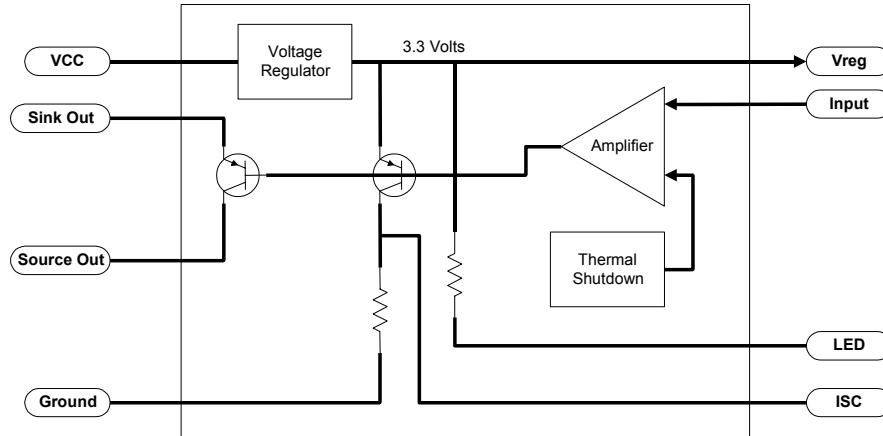 VCC
Voltage
Regulator
3.3 Volts
Vreg
Sink Out
Input
Amplifier
Source Out
Thermal
Shutdown
LED
Ground
ISC